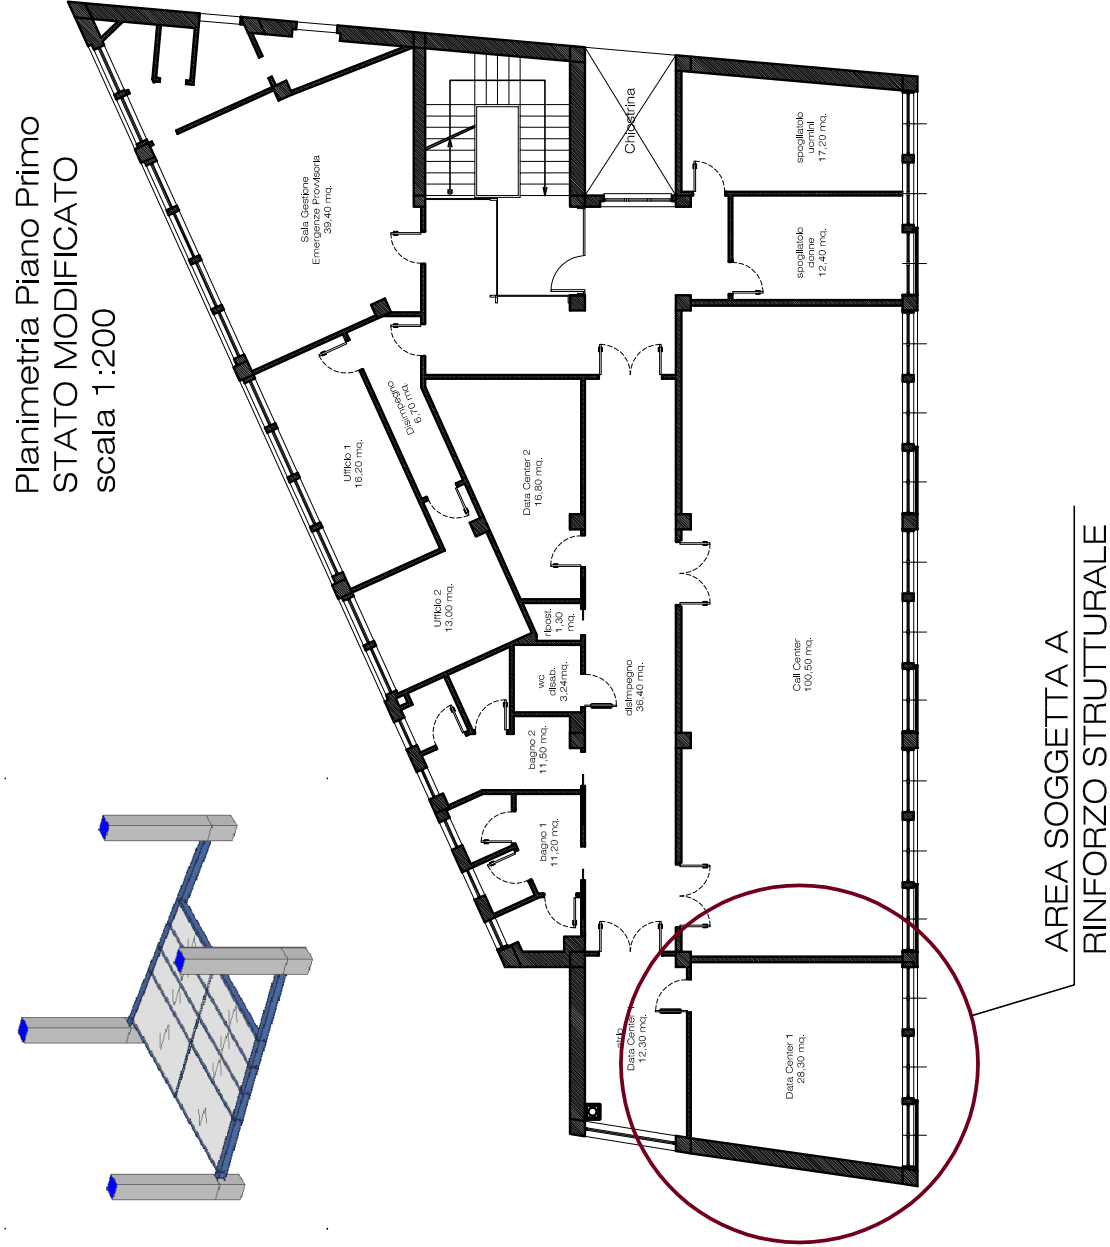 Planimetria Piano Primo
STATO MODIFICATO
scala 1:200
Sala Gestione
Emergenze Provvisoria
39,40 mq.
Chiostrina
spogliatoio
uomini
17,20 mq.
spogliatoio
donne
12,40 mq.
Ufficio 1
16,20 mq.
Disimpegno
6,70 mq.
Data Center 2
16,80 mq.
Ufficio 2
13,00 mq.
ripost.
1,30
mq.
wc
disab.
3.24mq.
disimpegno
36,40 mq.
Call Center
100,50 mq.
bagno 2
11,50 mq.
bagno 1
11,20 mq.
atrio
Data Center 1
12,30 mq.
Data Center 1
28,30 mq.
AREA SOGGETTA A
RINFORZO STRUTTURALE